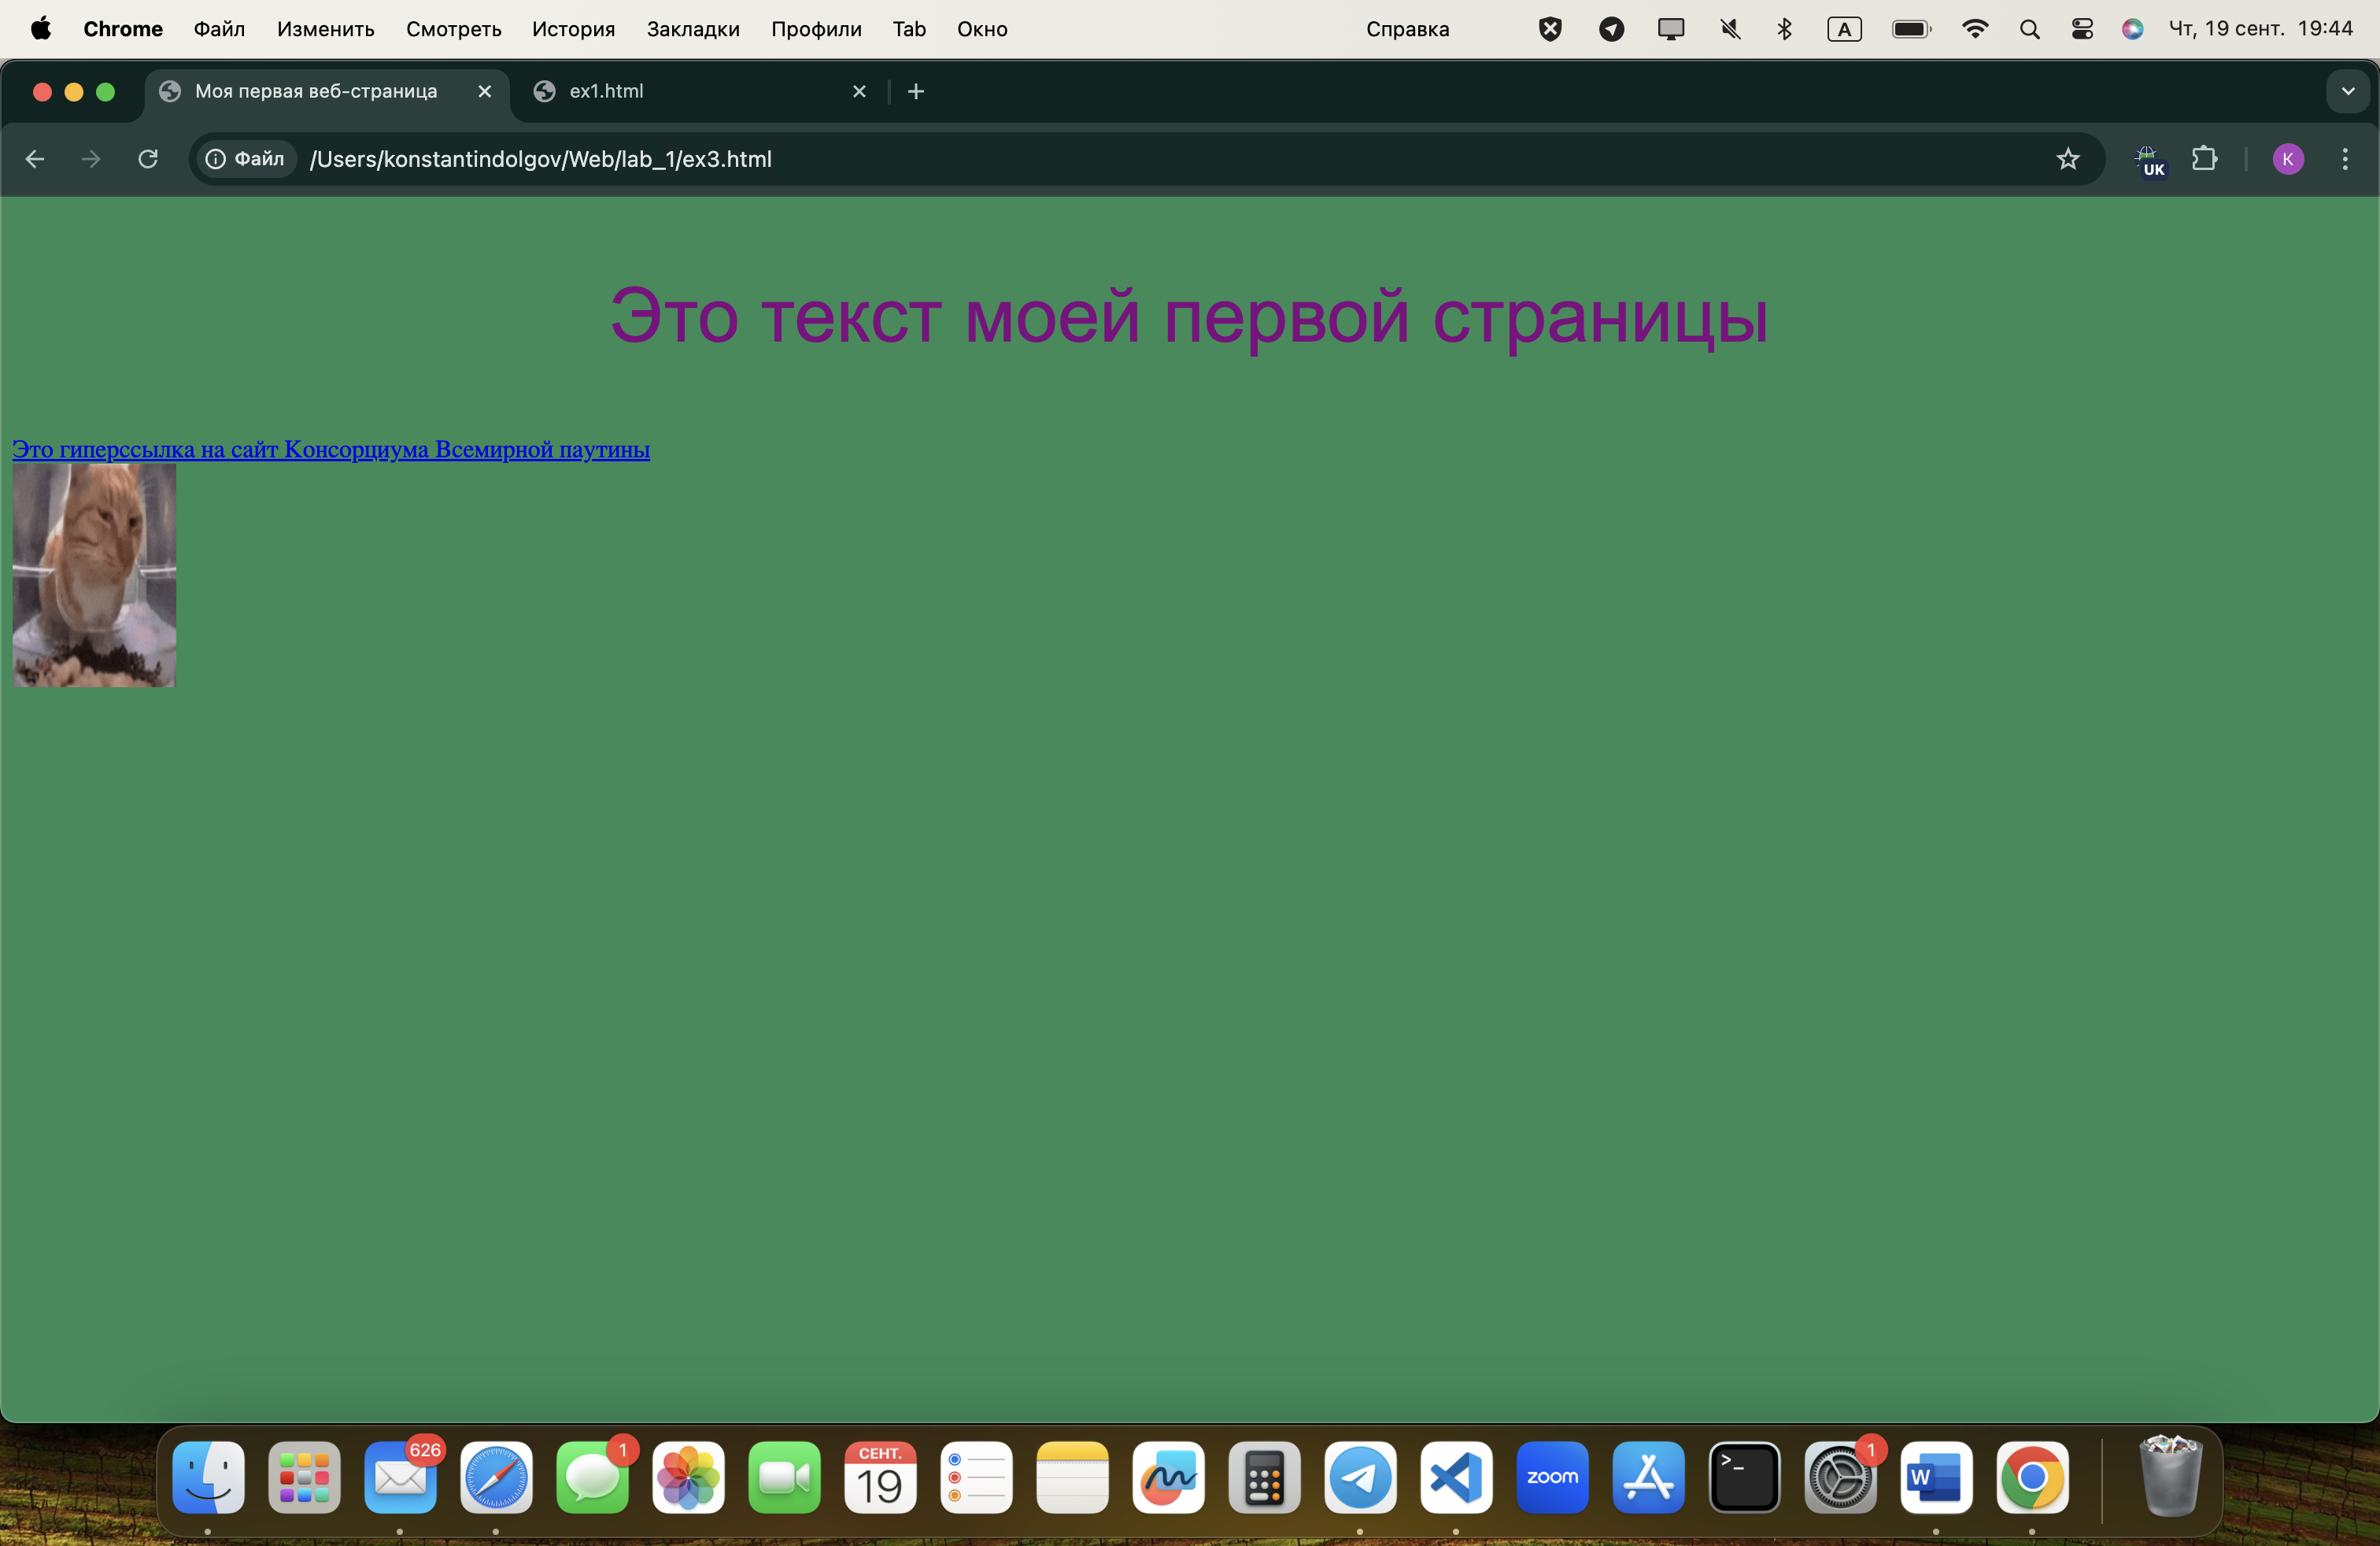 Chrome Файл Изменить Смотреть История Закладки Профили Tab Окно Справка A Чт, 19 сент. 19:44
Моя первая веб-страница ex1.html
Файл /Users/konstantindolgov/Web/lab_1/ex3.html UK K
Это текст моей первой страницы
Это гиперссылка на сайт Консорциума Всемирной паутины
626 1 СЕНТ. 1
19 zoom >_ W